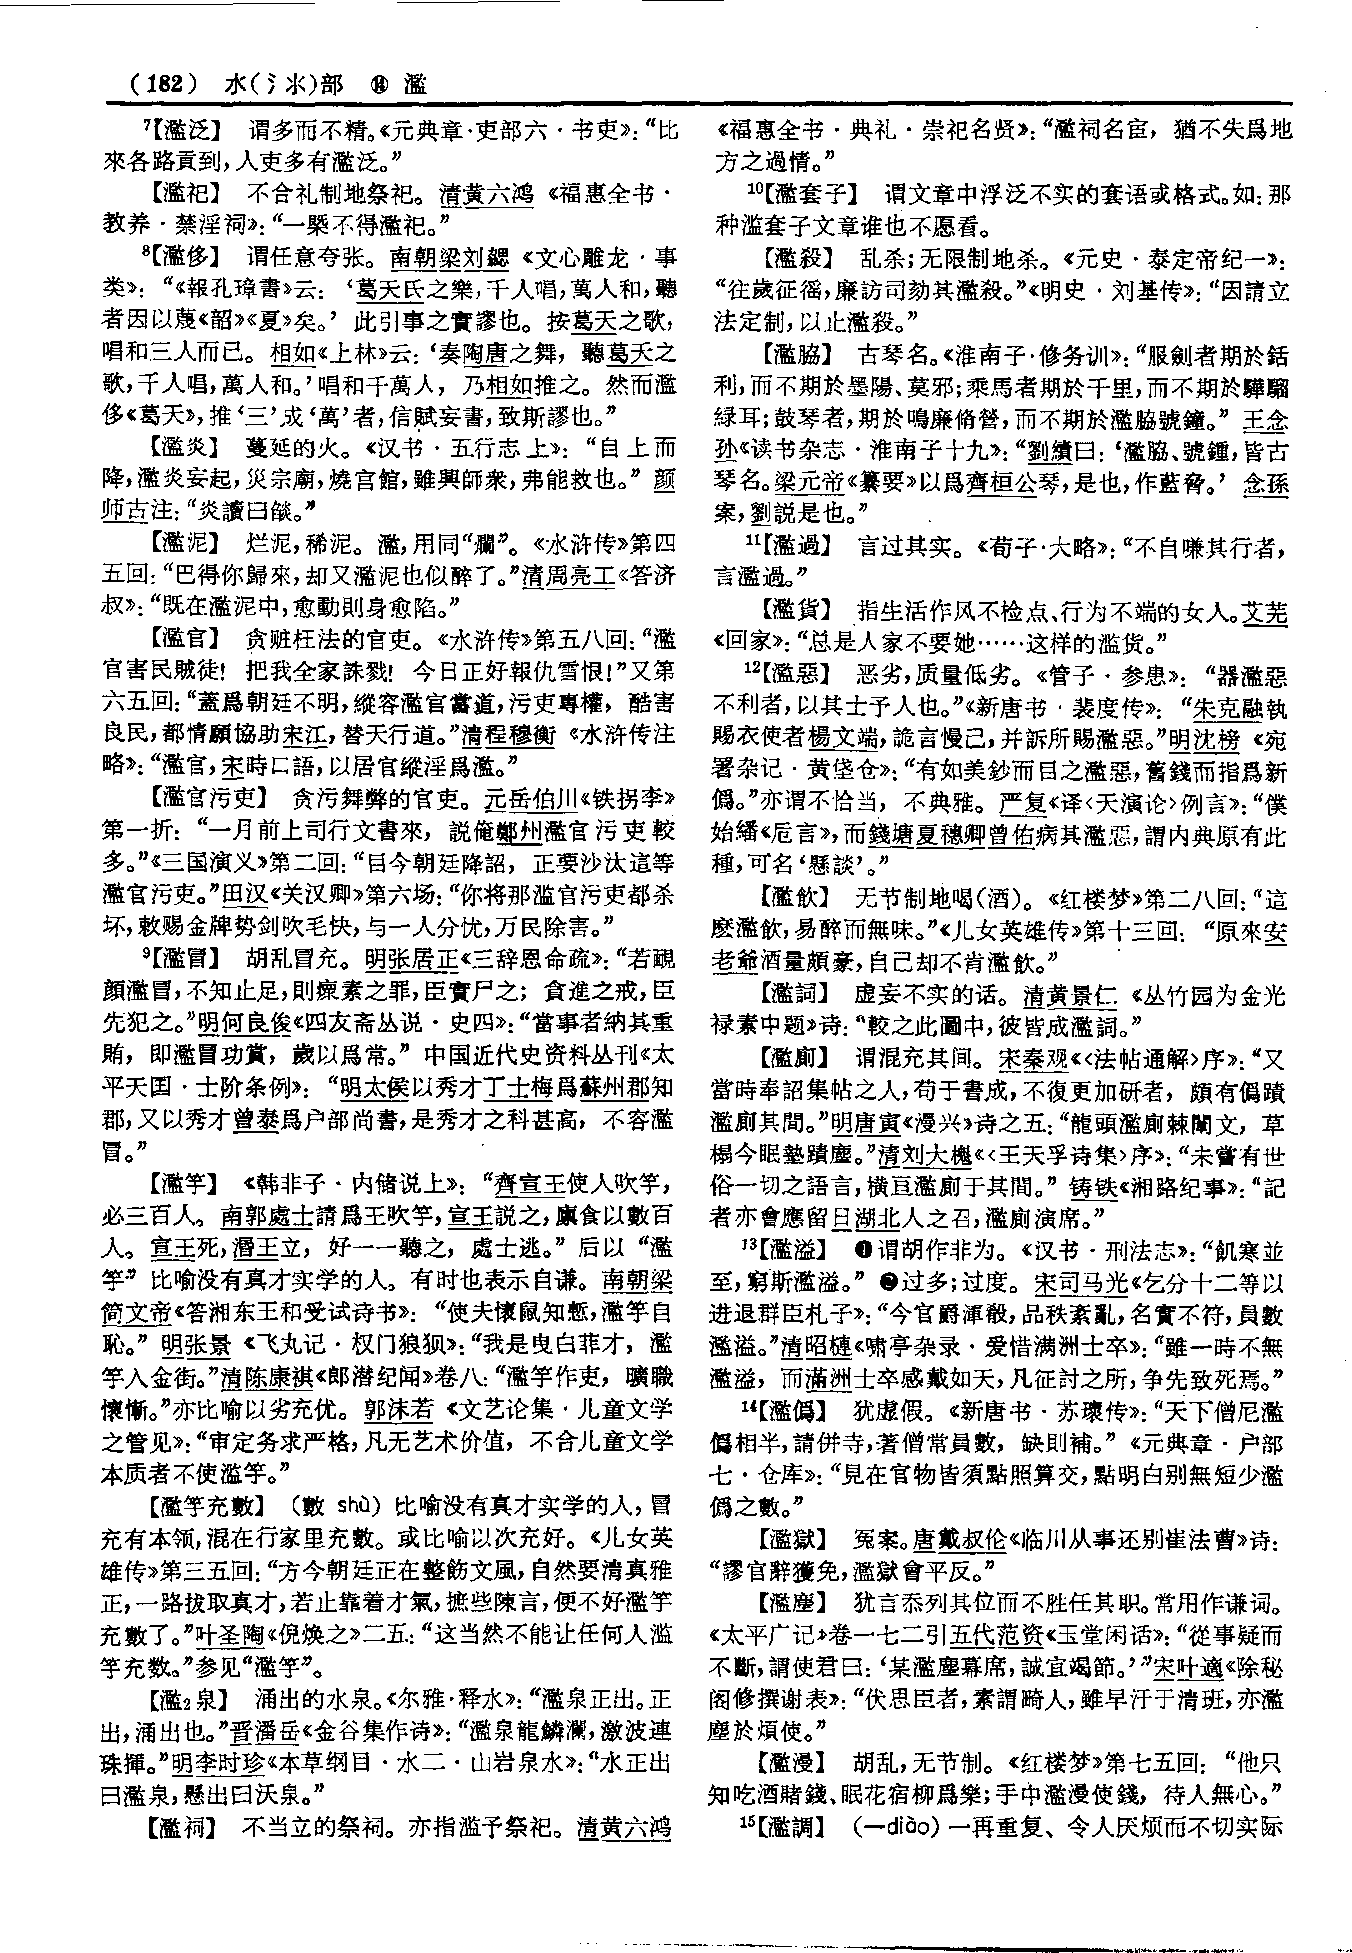 （182） 水(氵氺)部 ⑭ 濫
⁷【濫泛】 谓多而不精。《元典章·吏部六·书吏》：“比
來各路貢到，人吏多有濫泛。”
【濫祀】 不合礼制地祭祀。清黄六鸿《福惠全书·
教养·禁淫祠》：“一槩不得濫祀。”
⁸【濫侈】 谓任意夸张。南朝梁刘勰《文心雕龙·事
类》：“《報孔璋書》云：‘葛天氏之樂，千人唱，萬人和，聽
者因以蔑《韶》《夏》矣。’此引事之實謬也。按葛天之歌，
唱和三人而已。相如《上林》云：‘奏陶唐之舞，聽葛天之
歌，千人唱，萬人和。’唱和千萬人，乃相如推之。然而濫
侈《葛天》，推‘三’成‘萬’者，信賦妄書，致斯謬也。”
【濫炎】 蔓延的火。《汉书·五行志上》：“自上而
降，濫炎妄起，災宗廟，燒宫館，雖興師衆，弗能救也。”颜
师古注：“炎讀曰燄。”
【濫泥】 烂泥，稀泥。濫，用同“爛”。《水浒传》第四
五回：“巴得你歸來，却又濫泥也似醉了。”清周亮工《答济
叔》：“既在濫泥中，愈動則身愈陷。”
【濫官】 贪赃枉法的官吏。《水浒传》第五八回：“濫
官害民賊徒！把我全家誅戮！今日正好報仇雪恨！”又第
六五回：“蓋爲朝廷不明，縱容濫官當道，污吏專權，酷害
良民，都情願協助宋江，替天行道。”清程穆衡《水浒传注
略》：“濫官，宋時口語，以居官縱淫爲濫。”
【濫官污吏】 贪污舞弊的官吏。元岳伯川《铁拐李》
第一折：“一月前上司行文書來，説俺鄭州濫官污吏較
多。”《三国演义》第二回：“目今朝廷降詔，正要沙汰這等
濫官污吏。”田汉《关汉卿》第六场：“你将那滥官污吏都杀
坏，敕赐金牌势剑吹毛快，与一人分忧，万民除害。”
⁹【濫冒】 胡乱冒充。明张居正《三辞恩命疏》：“若覥
顔濫冒，不知止足，則瘝素之罪，臣實尸之；貪進之戒，臣
先犯之。”明何良俊《四友斋丛说·史四》：“當事者納其重
賄，即濫冒功賞，歲以爲常。”中国近代史资料丛刊《太
平天国·士阶条例》：“明太侯以秀才丁士梅爲蘇州郡知
郡，又以秀才曾泰爲户部尚書，是秀才之科甚高，不容濫
冒。”
【濫竽】 《韩非子·内储说上》：“齊宣王使人吹竽，
必三百人。南郭處士請爲王吹竽，宣王説之，廪食以數百
人。宣王死，湣王立，好一一聽之，處士逃。”后以“濫
竽”比喻没有真才实学的人。有时也表示自谦。南朝梁
简文帝《答湘东王和受试诗书》：“使夫懷鼠知慙，濫竽自
恥。”明张景《飞丸记·权门狼狈》：“我是曳白菲才，濫
竽入金街。”清陈康祺《郎潜纪闻》卷八：“濫竽作吏，曠職
懷慚。”亦比喻以劣充优。郭沫若《文艺论集·儿童文学
之管见》：“审定务求严格，凡无艺术价值，不合儿童文学
本质者不使滥竽。”
【濫竽充數】 （數 shù）比喻没有真才实学的人，冒
充有本领，混在行家里充數。或比喻以次充好。《儿女英
雄传》第三五回：“方今朝廷正在整飭文風，自然要清真雅
正，一路拔取真才，若止靠着才氣，摭些陳言，便不好濫竽
充數了。”叶圣陶《倪焕之》二五：“这当然不能让任何人滥
竽充数。”参见“濫竽”。
【濫₂泉】 涌出的水泉。《尔雅·释水》：“濫泉正出。正
出，涌出也。”晋潘岳《金谷集作诗》：“濫泉龍鱗瀾，激波連
珠揮。”明李时珍《本草纲目·水二·山岩泉水》：“水正出
曰濫泉，懸出曰沃泉。”
【濫祠】 不当立的祭祠。亦指滥予祭祀。清黄六鸿
《福惠全书·典礼·崇祀名贤》：“濫祠名宦，猶不失爲地
方之過情。”
¹⁰【濫套子】 谓文章中浮泛不实的套语或格式。如：那
种滥套子文章谁也不愿看。
【濫殺】 乱杀；无限制地杀。《元史·泰定帝纪一》：
“往歲征徭，廉訪司劾其濫殺。”《明史·刘基传》：“因請立
法定制，以止濫殺。”
【濫脇】 古琴名。《淮南子·修务训》：“服劍者期於銛
利，而不期於墨陽、莫邪；乘馬者期於千里，而不期於驊騮
緑耳；鼓琴者，期於鳴廉脩營，而不期於濫脇號鐘。”王念
孙《读书杂志·淮南子十九》：“劉績曰：‘濫脇、號鍾，皆古
琴名。梁元帝《纂要》以爲齊桓公琴，是也，作藍脅。’念孫
案，劉説是也。”
¹¹【濫過】 言过其实。《荀子·大略》：“不自嗛其行者，
言濫過。”
【濫貨】 指生活作风不检点、行为不端的女人。艾芜
《回家》：“总是人家不要她……这样的滥货。”
¹²【濫惡】 恶劣，质量低劣。《管子·参患》：“器濫惡
不利者，以其士予人也。”《新唐书·裴度传》：“朱克融執
賜衣使者楊文端，詭言慢己，并訴所賜濫惡。”明沈榜《宛
署杂记·黄垡仓》：“有如美鈔而目之濫惡，舊錢而指爲新
僞。”亦谓不恰当，不典雅。严复《译〈天演论〉例言》：“僕
始繙《卮言》，而錢塘夏穗卿曾佑病其濫惡，謂内典原有此
種，可名‘懸談’。”
【濫飲】 无节制地喝(酒)。《红楼梦》第二八回：“這
麽濫飲，易醉而無味。”《儿女英雄传》第十三回：“原來安
老爺酒量頗豪，自己却不肯濫飲。”
【濫詞】 虚妄不实的话。清黄景仁《丛竹园为金光
禄素中题》诗：“較之此圖中，彼皆成濫詞。”
【濫廁】 谓混充其间。宋秦观《〈法帖通解〉序》：“又
當時奉詔集帖之人，苟于書成，不復更加研者，頗有僞蹟
濫廁其間。”明唐寅《漫兴》诗之五：“龍頭濫廁棘闈文，草
榻今眠墊蹟塵。”清刘大櫆《〈王天孚诗集〉序》：“未嘗有世
俗一切之語言，横亘濫廁于其間。”铸铁《湘路纪事》：“記
者亦會應留日湖北人之召，濫廁演席。”
¹³【濫溢】 ❶谓胡作非为。《汉书·刑法志》：“飢寒並
至，窮斯濫溢。”❷过多；过度。宋司马光《乞分十二等以
进退群臣札子》：“今官爵渾殽，品秩紊亂，名實不符，員數
濫溢。”清昭槤《啸亭杂录·爱惜满洲士卒》：“雖一時不無
濫溢，而滿洲士卒感戴如天，凡征討之所，争先致死焉。”
¹⁴【濫僞】 犹虚假。《新唐书·苏瓌传》：“天下僧尼濫
僞相半，請併寺，著僧常員數，缺則補。”《元典章·户部
七·仓库》：“見在官物皆須點照算交，點明白别無短少濫
僞之數。”
【濫獄】 冤案。唐戴叔伦《临川从事还别崔法曹》诗：
“謬官辭獲免，濫獄會平反。”
【濫塵】 犹言忝列其位而不胜任其职。常用作谦词。
《太平广记》卷一七二引五代范资《玉堂闲话》：“從事疑而
不斷，謂使君曰：‘某濫塵幕席，誠宜竭節。’”宋叶適《除秘
阁修撰谢表》：“伏思臣者，素謂畸人，雖早汙于清班，亦濫
塵於煩使。”
【濫漫】 胡乱，无节制。《红楼梦》第七五回：“他只
知吃酒賭錢、眠花宿柳爲樂；手中濫漫使錢，待人無心。”
¹⁵【濫調】 （—diào）一再重复、令人厌烦而不切实际